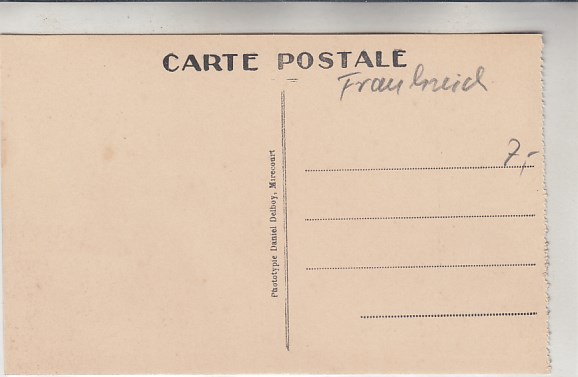 CARTE POSTALE
Frankreich
7,-
Phototypie Daniel Delboy, Mirecourt